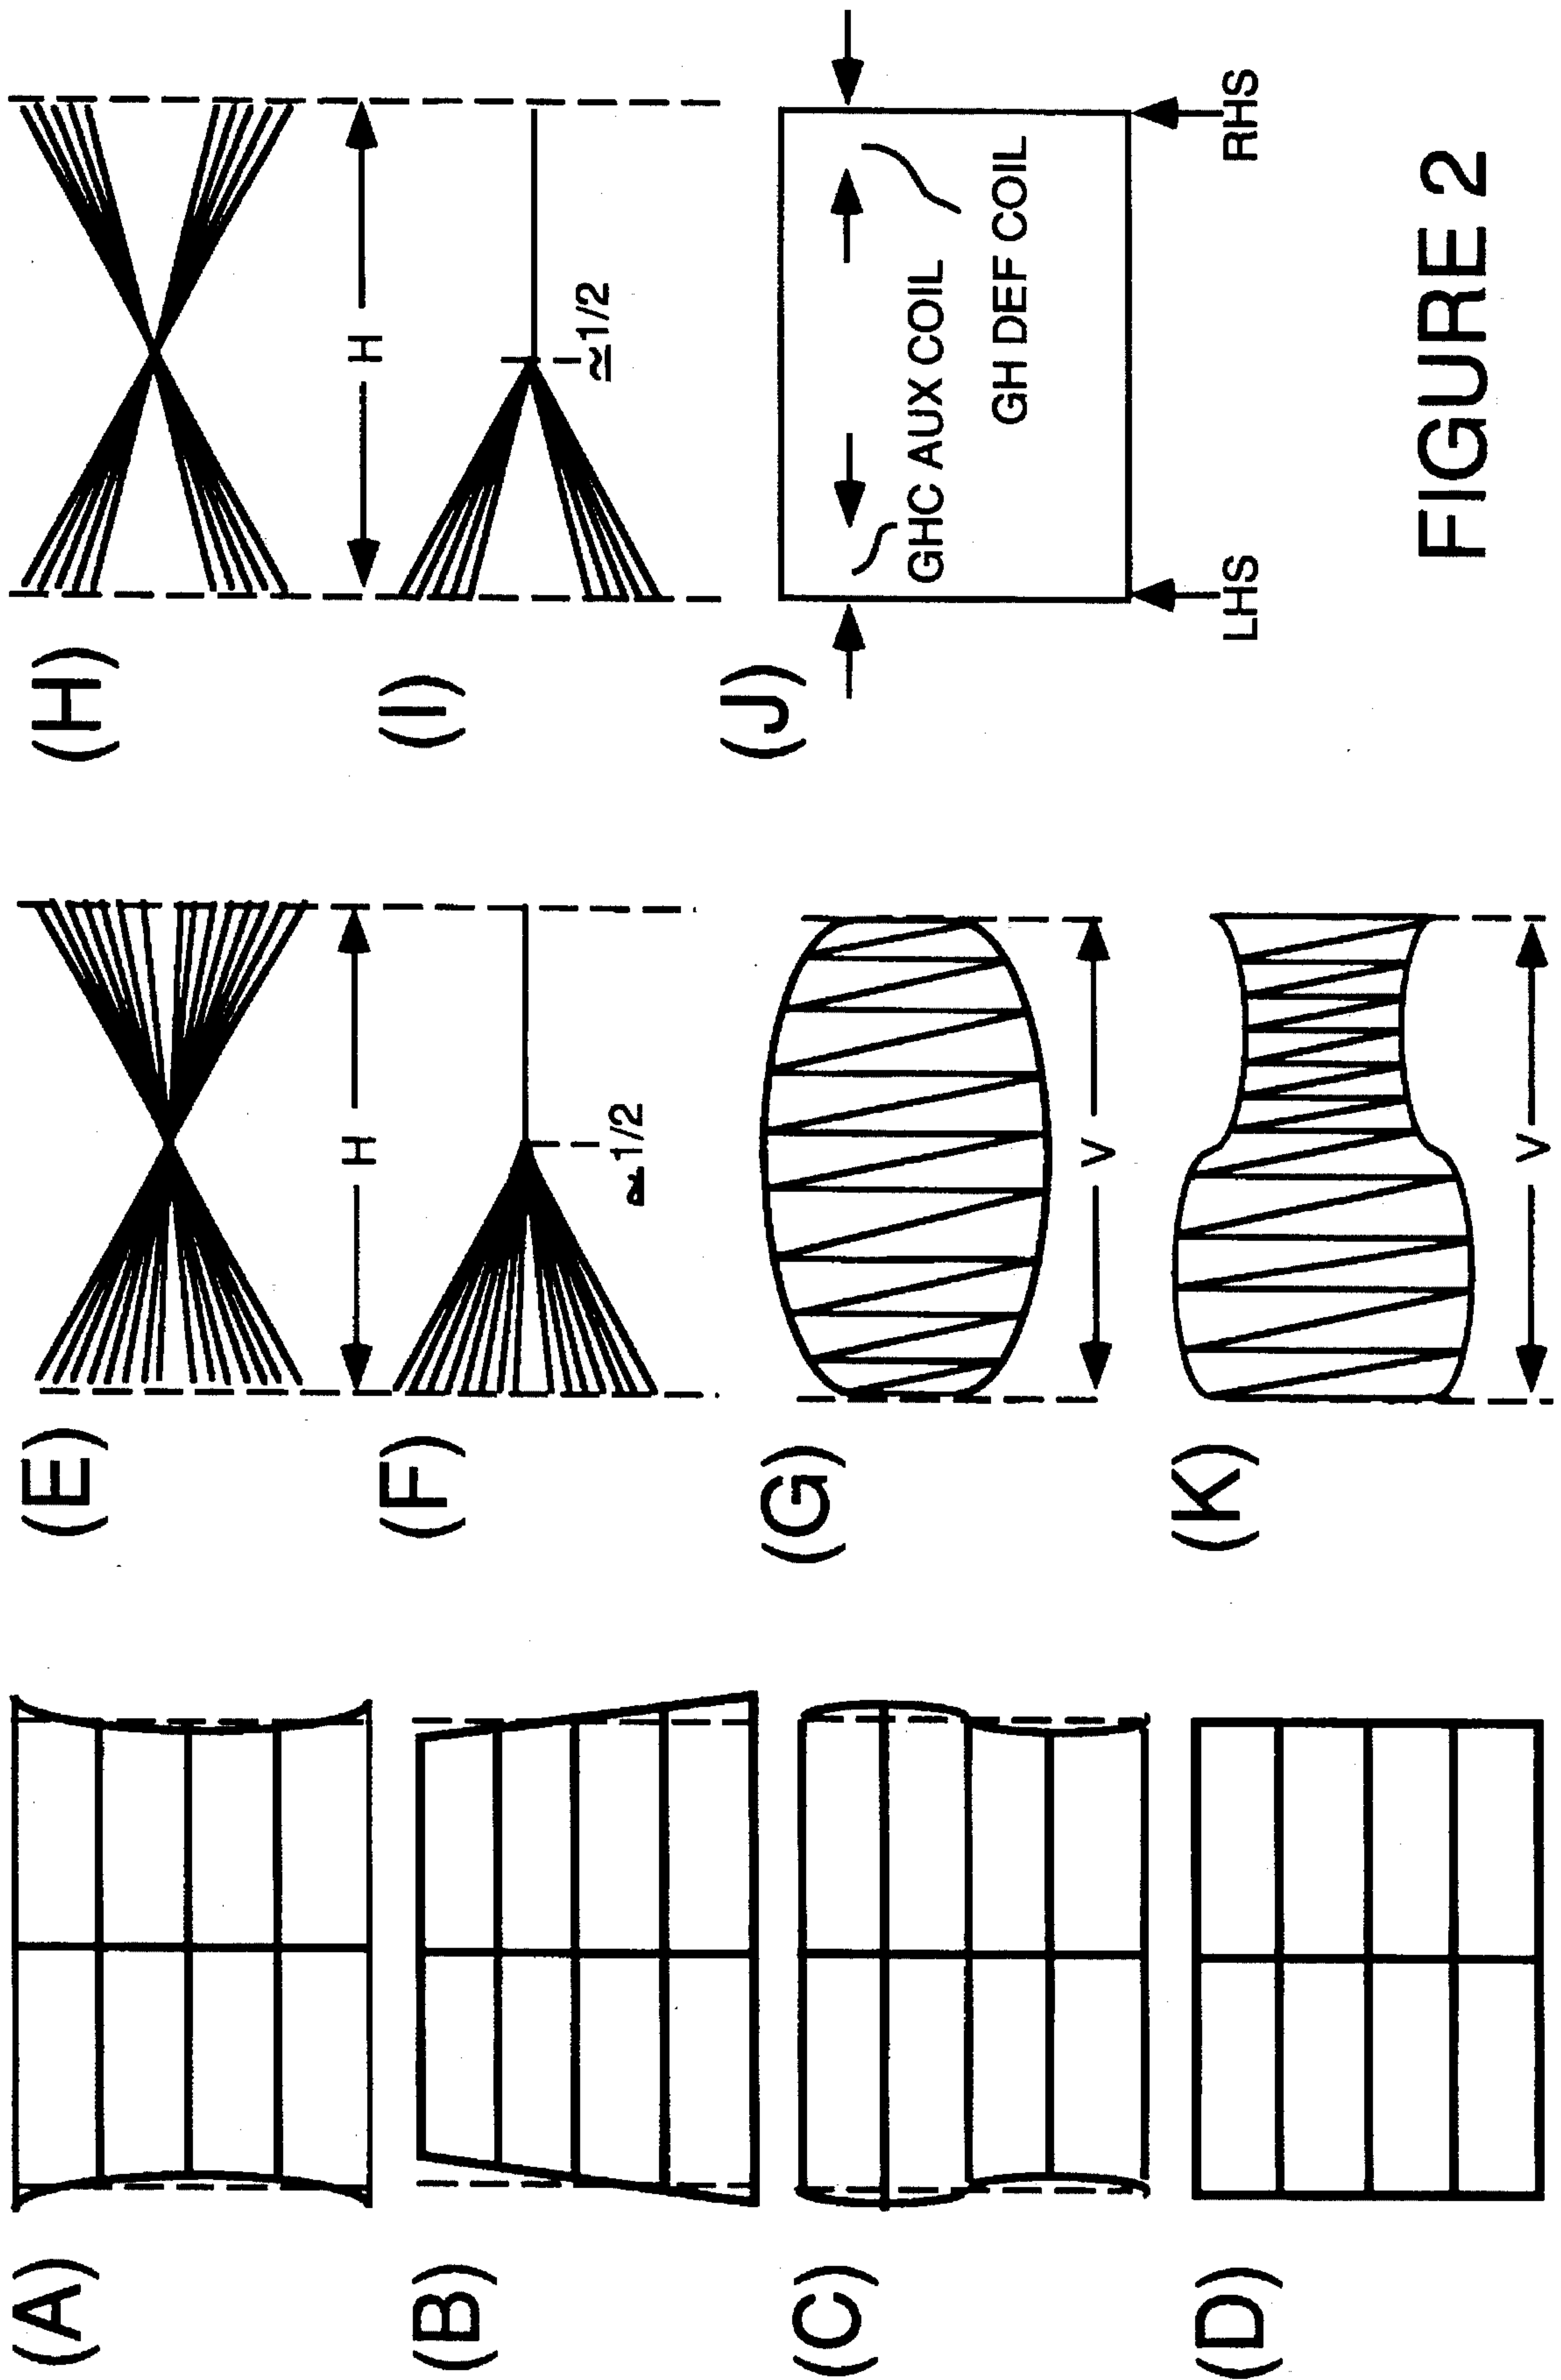 (A)
(B)
(C)
(D)
(E)
H
(F)
≃1/2
(G)
V
(K)
V
(H)
H
(I)
≃1/2
(J)
GHC AUX COIL
GH DEF COIL
LHS
RHS
FIGURE 2